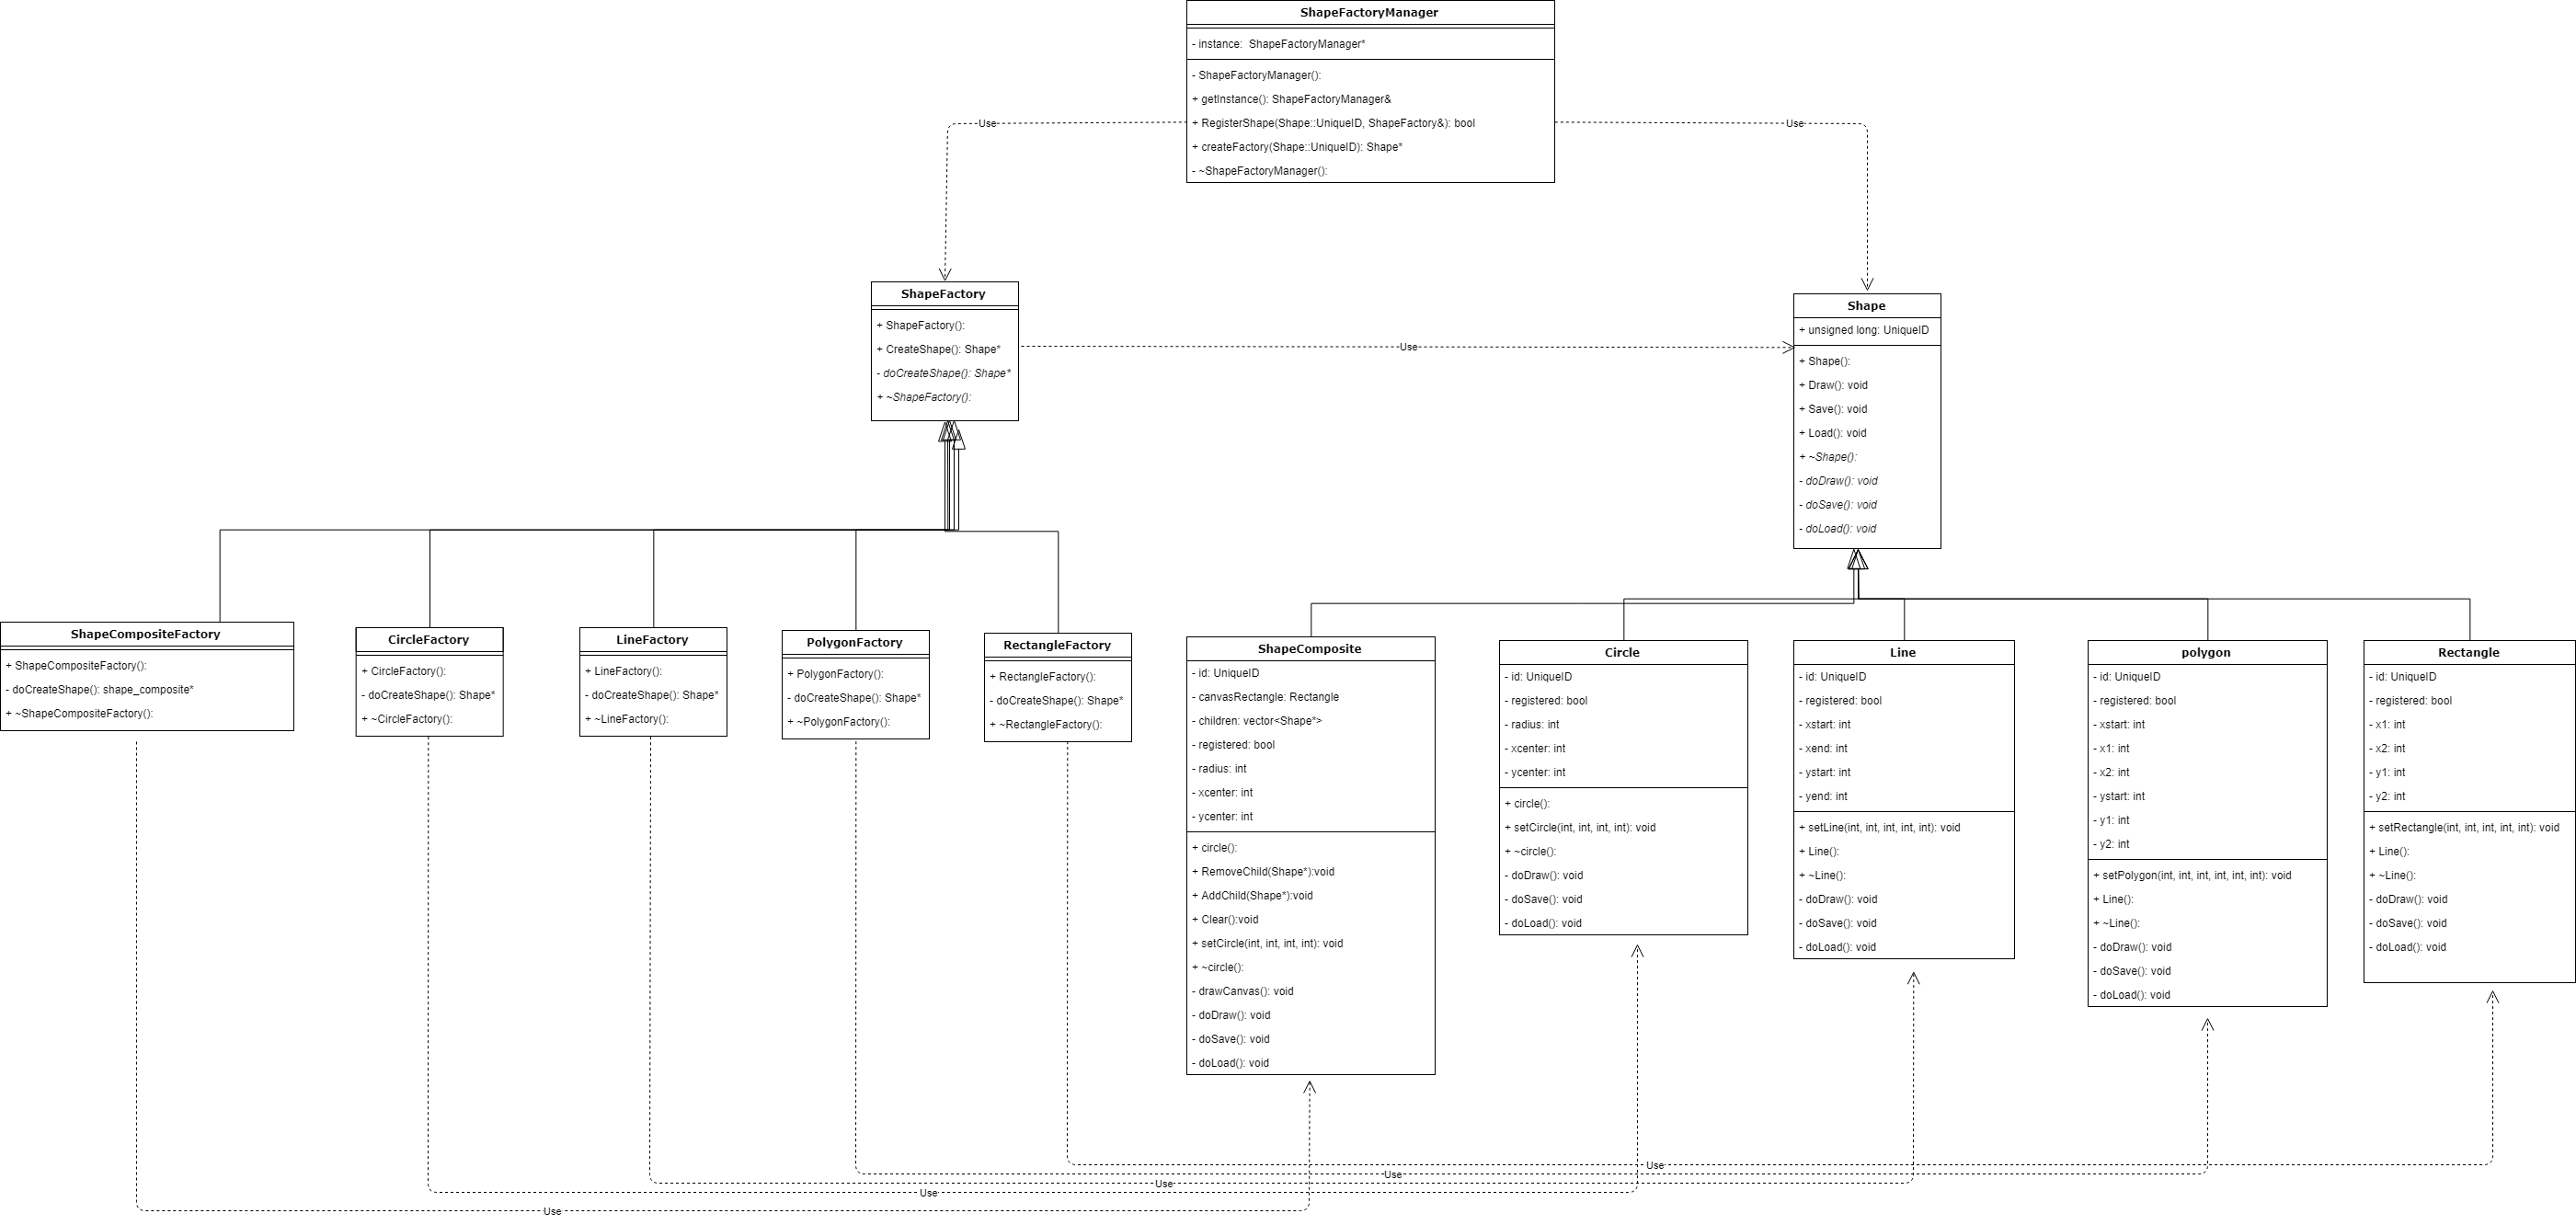 ShapeFactoryManager
- instance:  ShapeFactoryManager*
- ShapeFactoryManager():
+ getInstance(): ShapeFactoryManager&
+ RegisterShape(Shape::UniqueID, ShapeFactory&): bool
+ createFactory(Shape::UniqueID): Shape*
- ~ShapeFactoryManager():
Use
Use
ShapeFactory
+ ShapeFactory():
+ CreateShape(): Shape*
- doCreateShape(): Shape*
+ ~ShapeFactory():
Use
Shape
+ unsigned long: UniqueID
+ Shape():
+ Draw(): void
+ Save(): void
+ Load(): void
+ ~Shape():
- doDraw(): void
- doSave(): void
- doLoad(): void
ShapeCompositeFactory
+ ShapeCompositeFactory():
- doCreateShape(): shape_composite*
+ ~ShapeCompositeFactory():
CircleFactory
+ CircleFactory():
- doCreateShape(): Shape*
+ ~CircleFactory():
LineFactory
+ LineFactory():
- doCreateShape(): Shape*
+ ~LineFactory():
PolygonFactory
+ PolygonFactory():
- doCreateShape(): Shape*
+ ~PolygonFactory():
RectangleFactory
+ RectangleFactory():
- doCreateShape(): Shape*
+ ~RectangleFactory():
ShapeComposite
- id: UniqueID
- canvasRectangle: Rectangle
- children: vector<Shape*>
- registered: bool
- radius: int
- xcenter: int
- ycenter: int
+ circle():
+ RemoveChild(Shape*):void
+ AddChild(Shape*):void
+ Clear():void
+ setCircle(int, int, int, int): void
+ ~circle():
- drawCanvas(): void
- doDraw(): void
- doSave(): void
- doLoad(): void
Circle
- id: UniqueID
- registered: bool
- radius: int
- xcenter: int
- ycenter: int
+ circle():
+ setCircle(int, int, int, int): void
+ ~circle():
- doDraw(): void
- doSave(): void
- doLoad(): void
Line
- id: UniqueID
- registered: bool
- xstart: int
- xend: int
- ystart: int
- yend: int
+ setLine(int, int, int, int, int): void
+ Line():
+ ~Line():
- doDraw(): void
- doSave(): void
- doLoad(): void
polygon
- id: UniqueID
- registered: bool
- xstart: int
- x1: int
- x2: int
- ystart: int
- y1: int
- y2: int
+ setPolygon(int, int, int, int, int, int): void
+ Line():
+ ~Line():
- doDraw(): void
- doSave(): void
- doLoad(): void
Rectangle
- id: UniqueID
- registered: bool
- x1: int
- x2: int
- y1: int
- y2: int
+ setRectangle(int, int, int, int, int): void
+ Line():
+ ~Line():
- doDraw(): void
- doSave(): void
- doLoad(): void
Use
Use
Use
Use
Use